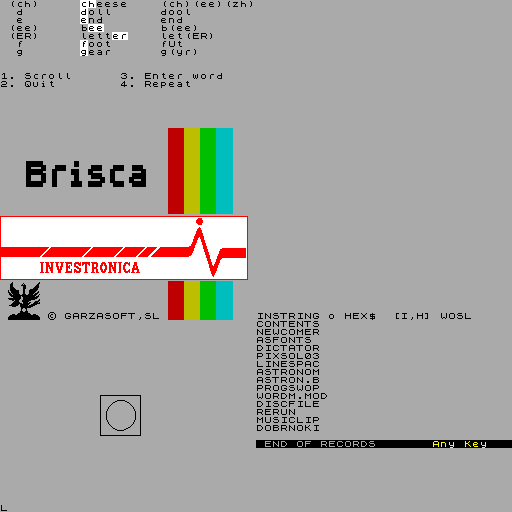 (ch) cheese (ch)(ee)(zh)
d doll dool
e end end
(ee) bee b(ee)
(ER) letter let(ER)
f foot fUt
g gear g(yr)
1. Scroll 3. Enter word
2. Quit 4. Repeat
Brisca
INVESTRONICA
© GARZASOFT,SL
INSTRING o HEX$ [I,H] WOSL
CONTENTS
NEWCOMER
ASFONTS
DICTATOR
PIXSOL03
LINESPAC
ASTRONOM
ASTRON.B
PROGSWOP
WORDM.MOD
DISCFILE
RERUN
MUSICLIP
DOBRNOKI
END OF RECORDS Any Key
L